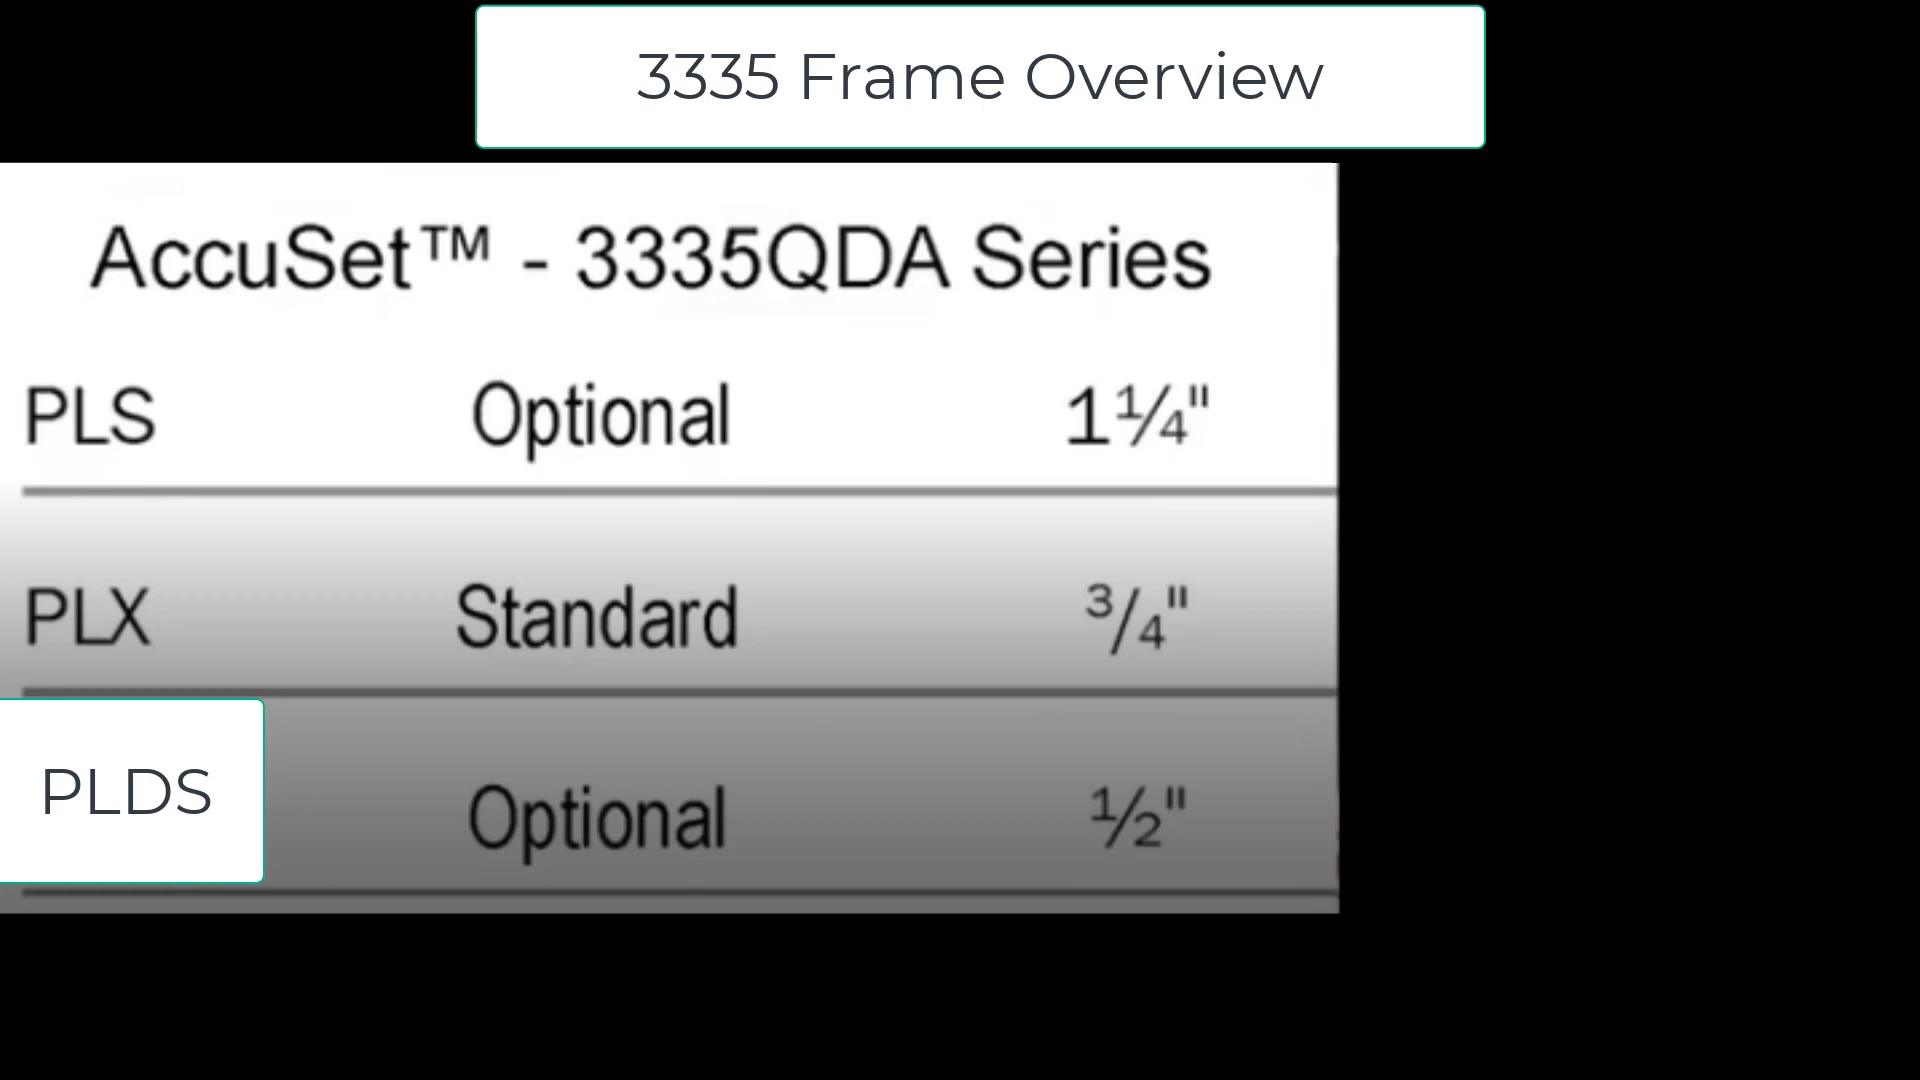 3335 Frame Overview
AccuSet™ - 3335QDA Series
PLS Optional 1¼"
PLX Standard ¾"
PLDS Optional ½"